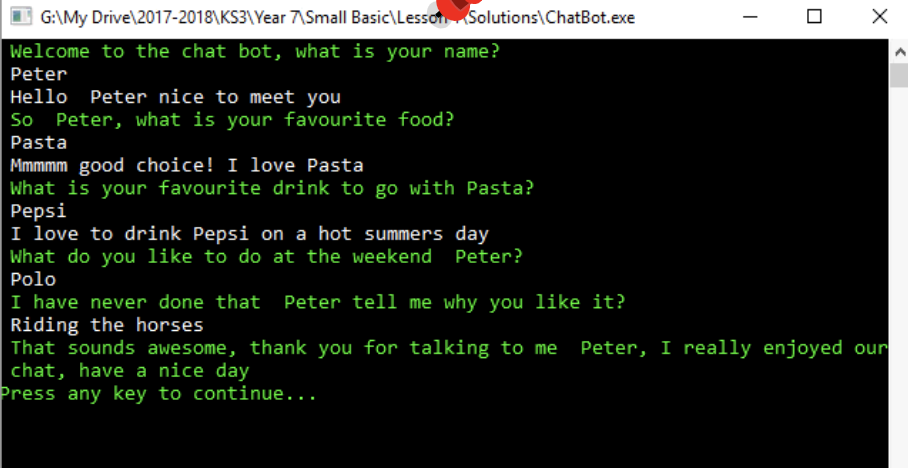 G:\My Drive\2017-2018\KS3\Year 7\Small Basic\Lesson \Solutions\ChatBot.exe
Welcome to the chat bot, what is your name?
Peter
Hello  Peter nice to meet you
So  Peter, what is your favourite food?
Pasta
Mmmmm good choice! I love Pasta
What is your favourite drink to go with Pasta?
Pepsi
I love to drink Pepsi on a hot summers day
What do you like to do at the weekend  Peter?
Polo
I have never done that  Peter tell me why you like it?
Riding the horses
That sounds awesome, thank you for talking to me  Peter, I really enjoyed our
chat, have a nice day
Press any key to continue...